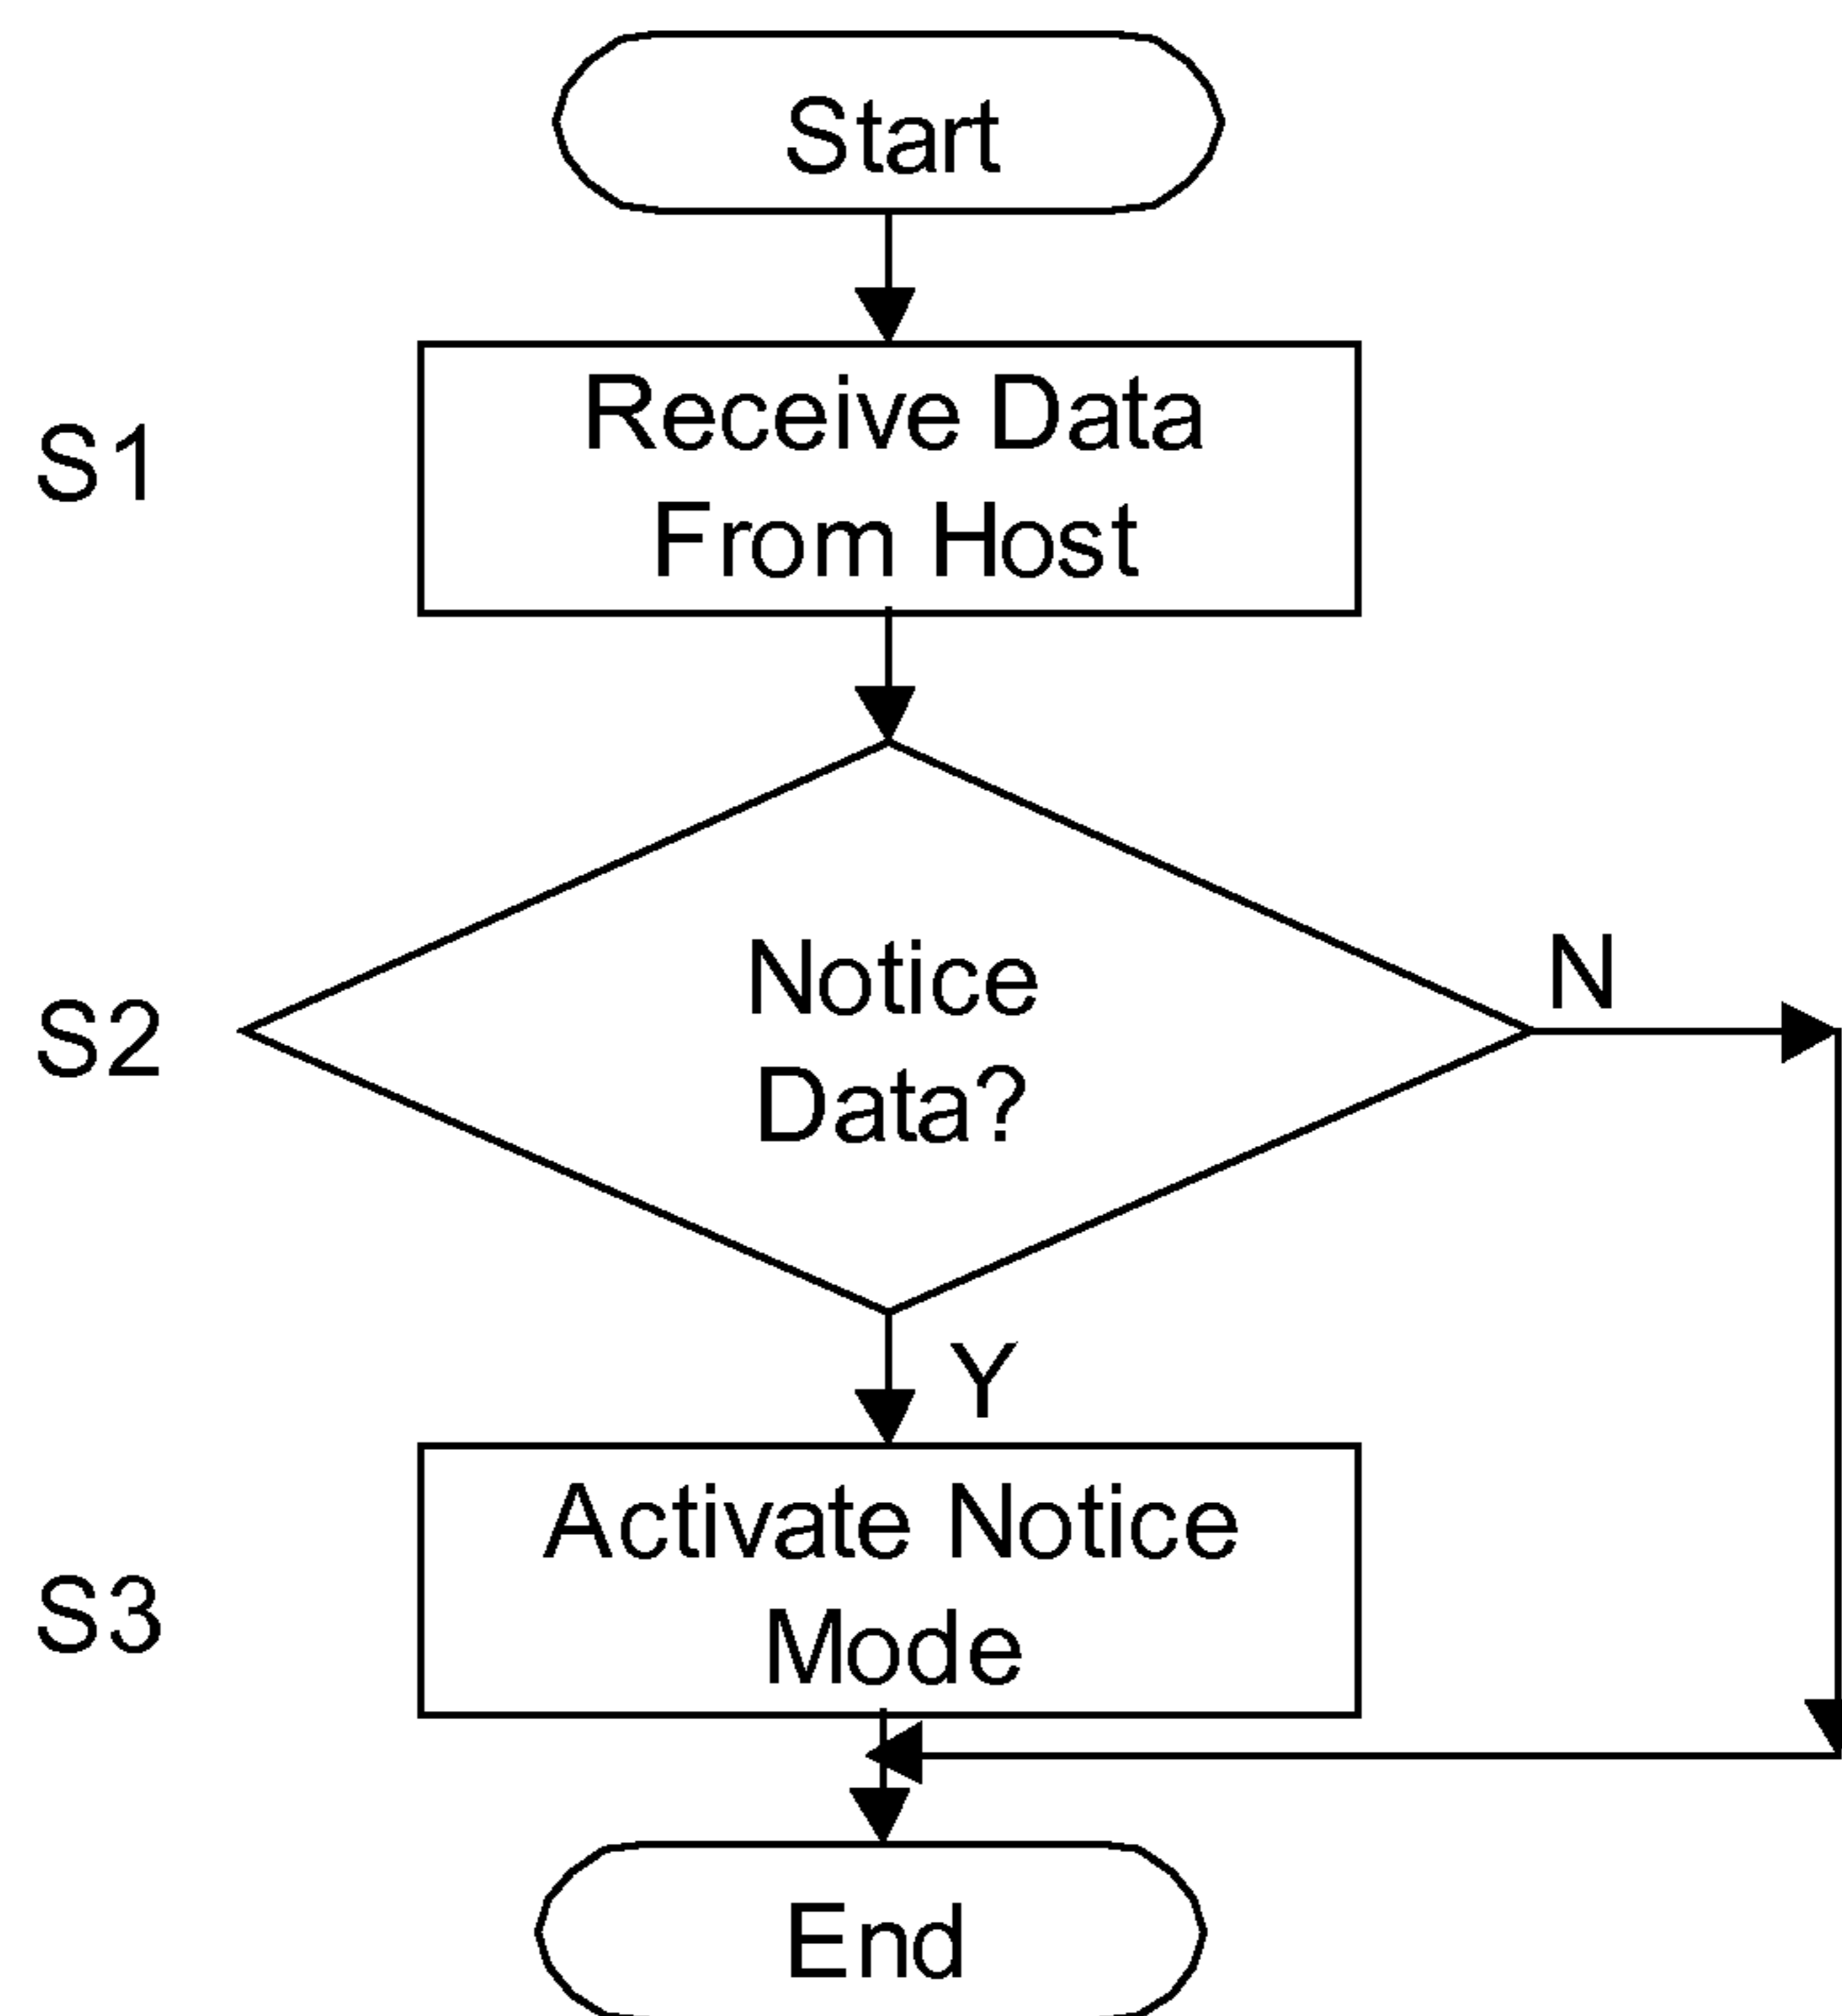 Start
S1
Receive Data
From Host
S2
Notice
Data?
N
Y
S3
Activate Notice
Mode
End